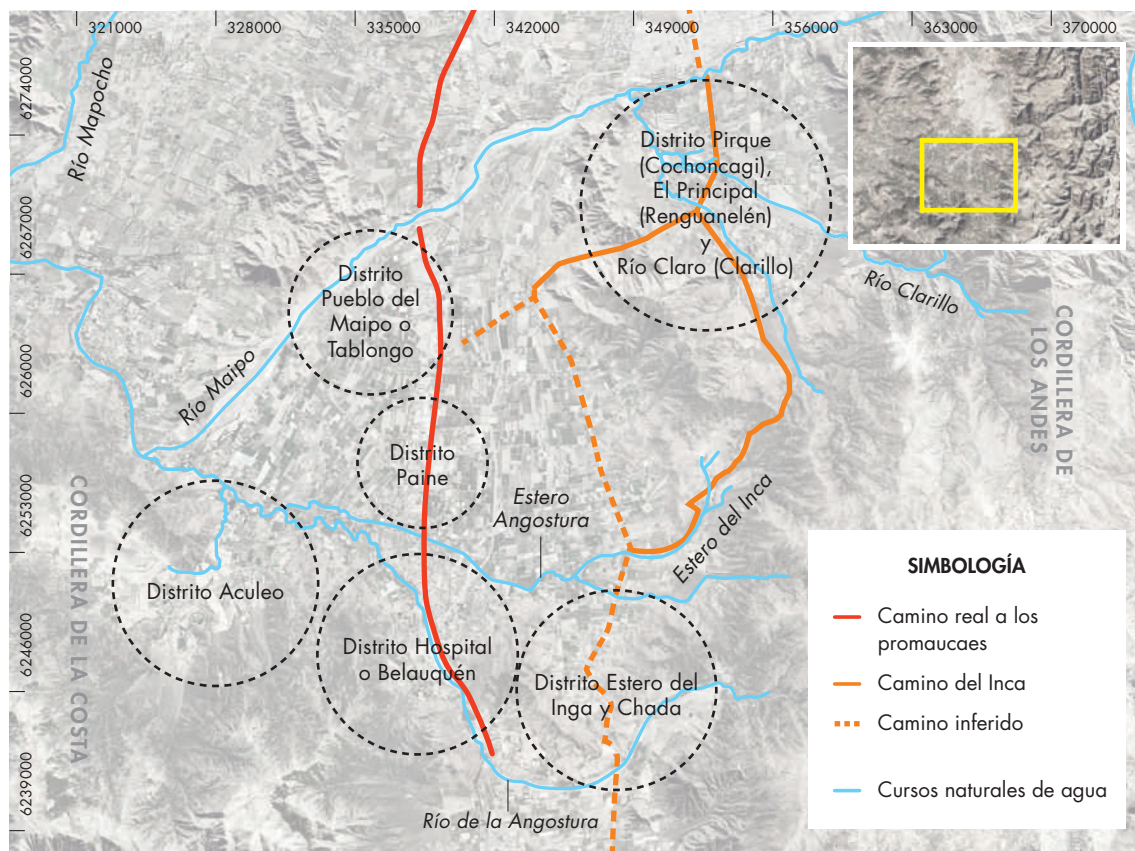 321000
328000
335000
342000
349000
356000
363000
370000
6274000
6267000
6260000
6253000
6246000
6239000
Río Mapocho
Distrito Pirque
(Cochoncagi),
El Principal
(Renguanelén)
y
Río Claro (Clarillo)
Distrito
Pueblo del
Maipo o
Tablongo
Río Clarillo
CORDILLERA DE
LOS ANDES
Río Maipo
Distrito
Paine
Estero
Angostura
Estero del Inca
CORDILLERA DE LA COSTA
Distrito Aculeo
Distrito Hospital
o Belauquén
Distrito Estero del
Inga y Chada
Río de la Angostura
SIMBOLOGÍA
Camino real a los
promaucaes
Camino del Inca
Camino inferido
Cursos naturales de agua